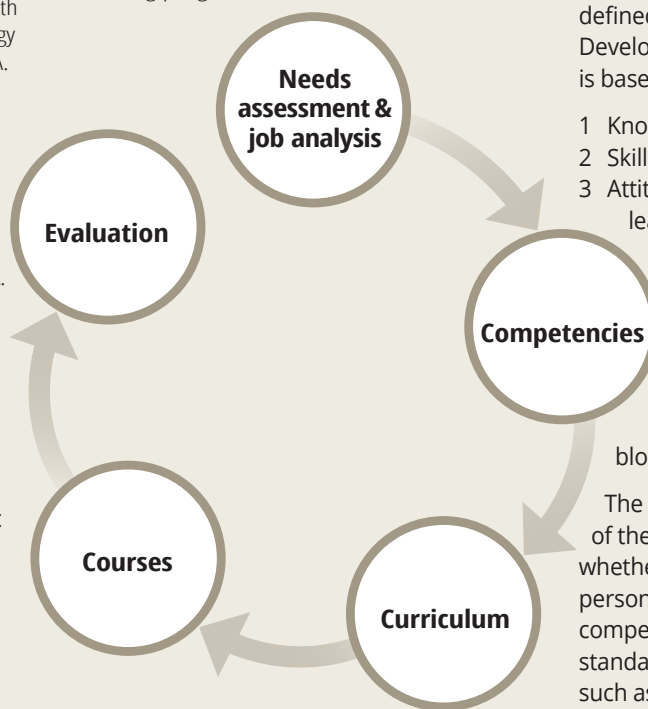 Needs
assessment &
job analysis
Competencies
Curriculum
Courses
Evaluation
define
Develo
is base
1 Kno
2 Skill
3 Attit
lea
blo
The
of the
whethe
person
compe
standa
such as